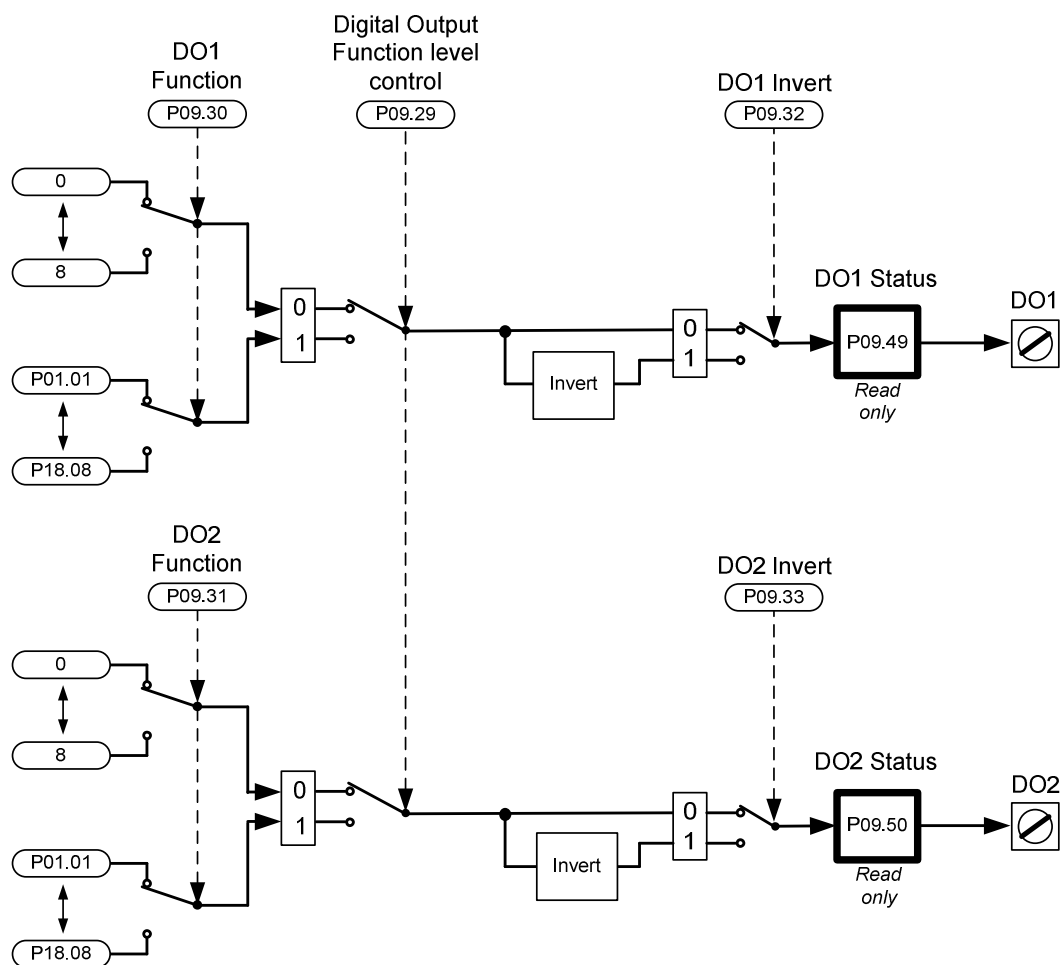 Digital Output
Function level
control
DO1
Function
DO1 Invert
P09.30
P09.29
P09.32
0
8
DO1 Status
DO1
0
1
0
1
P09.49
Invert
Read
only
P01.01
P18.08
DO2
Function
DO2 Invert
P09.31
P09.33
0
8
DO2 Status
DO2
0
1
0
1
P09.50
Invert
Read
only
P01.01
P18.08